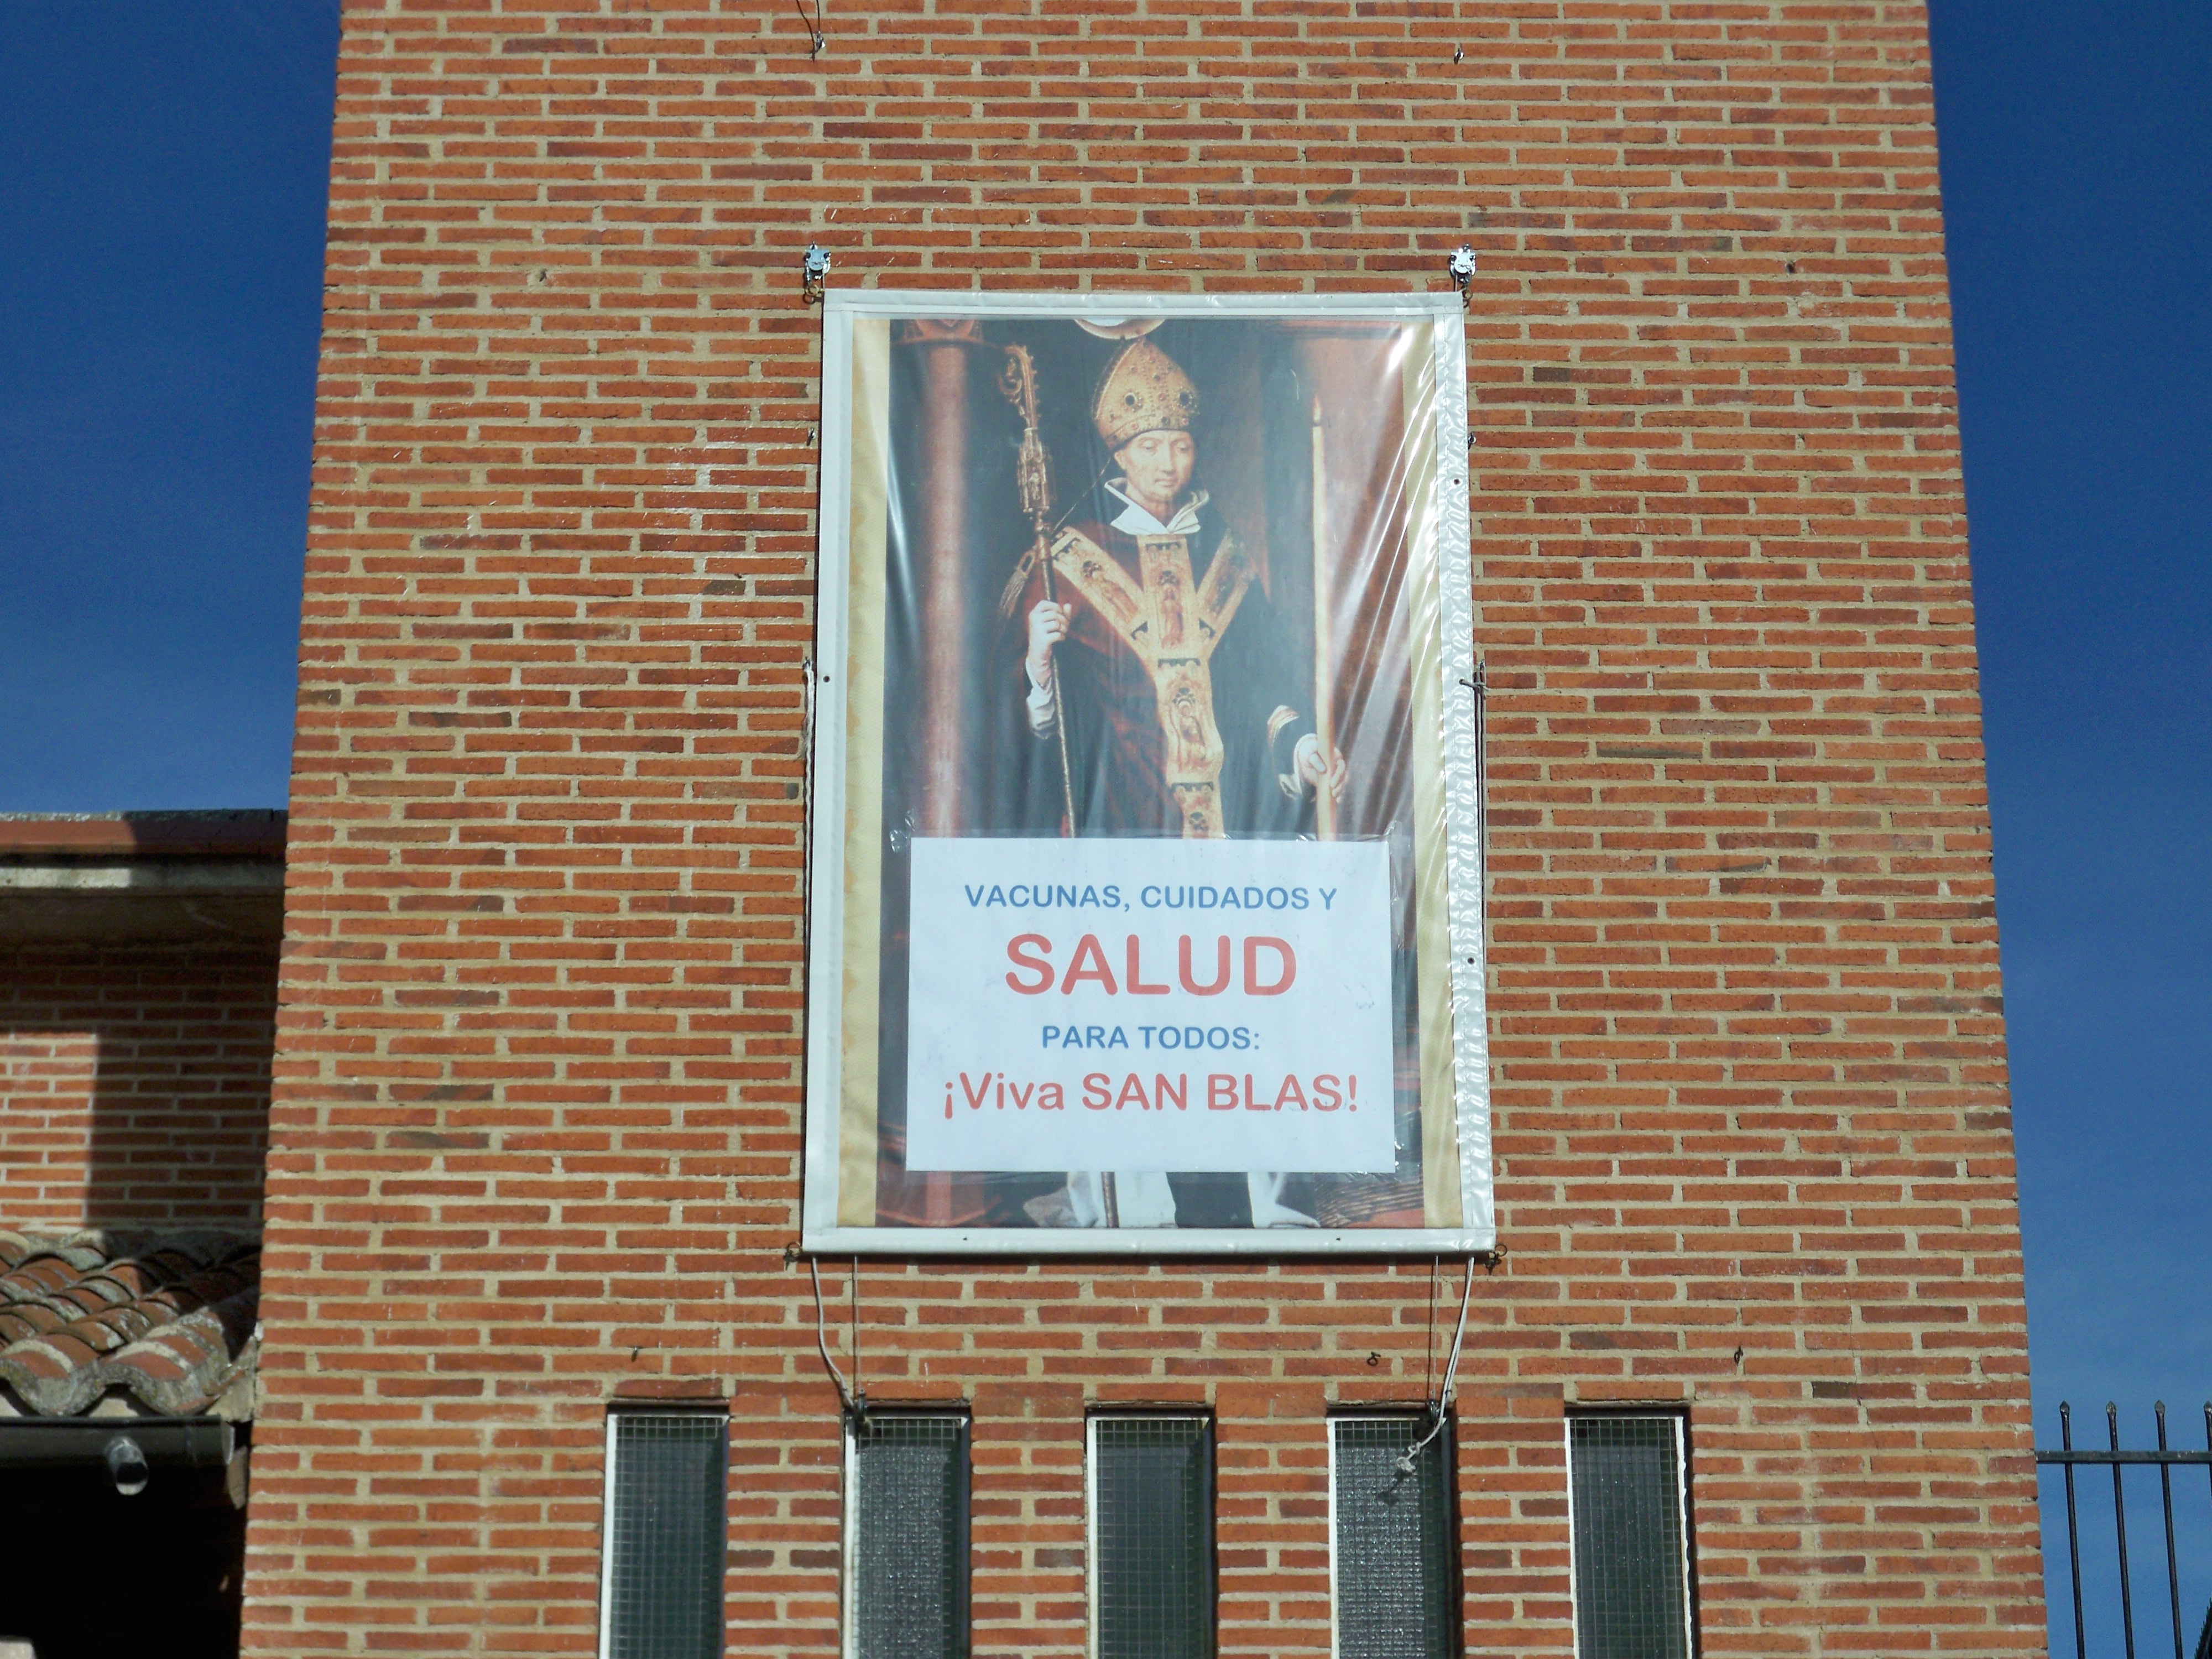 VACUNAS, CUIDADOS Y
SALUD
PARA TODOS:
¡Viva SAN BLAS!